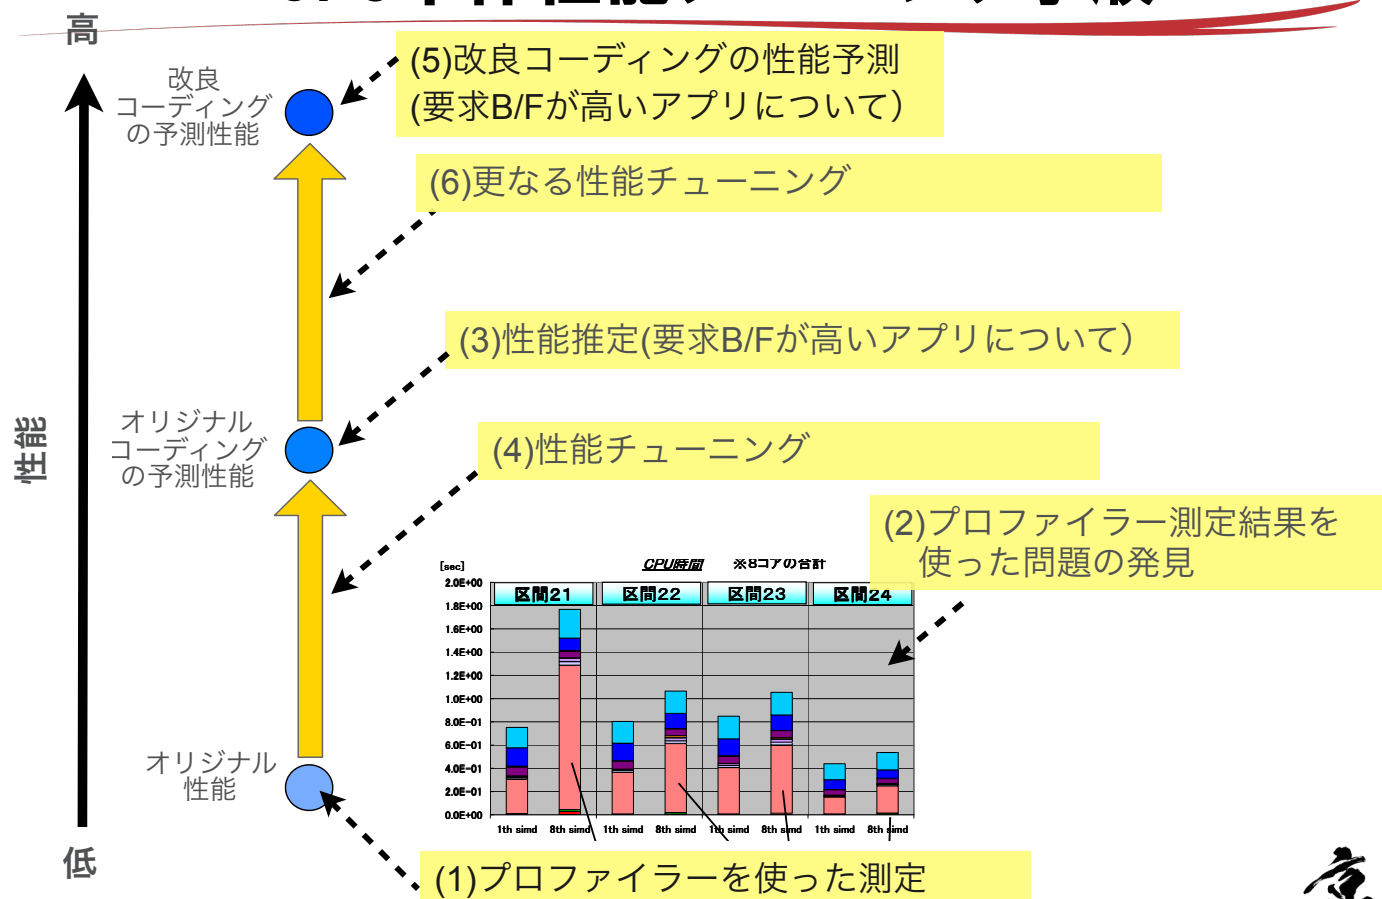 高
改良
コーディング
の予測性能
(5)改良コーディングの性能予測
(要求B/Fが高いアプリについて）
(6)更なる性能チューニング
(3)性能推定(要求B/Fが高いアプリについて）
性能
オリジナル
コーディング
の予測性能
(4)性能チューニング
(2)プロファイラー測定結果を
使った問題の発見
[sec]
CPU時間 ※8コアの合計
区間21 区間22 区間23 区間24
2.0E+00
1.8E+00
1.6E+00
1.4E+00
1.2E+00
1.0E+00
8.0E-01
6.0E-01
4.0E-01
2.0E-01
0.0E+00
1th simd 8th simd 1th simd 8th simd 1th simd 8th simd 1th simd 8th simd
オリジナル
性能
低
(1)プロファイラーを使った測定